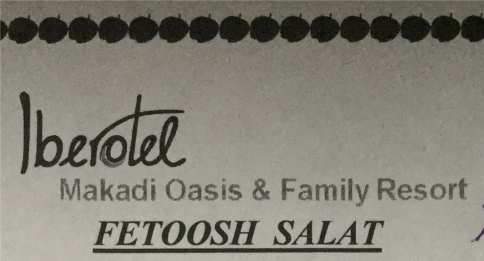 Iberotel
Makadi Oasis & Family Resort
FETOOSH SALAT